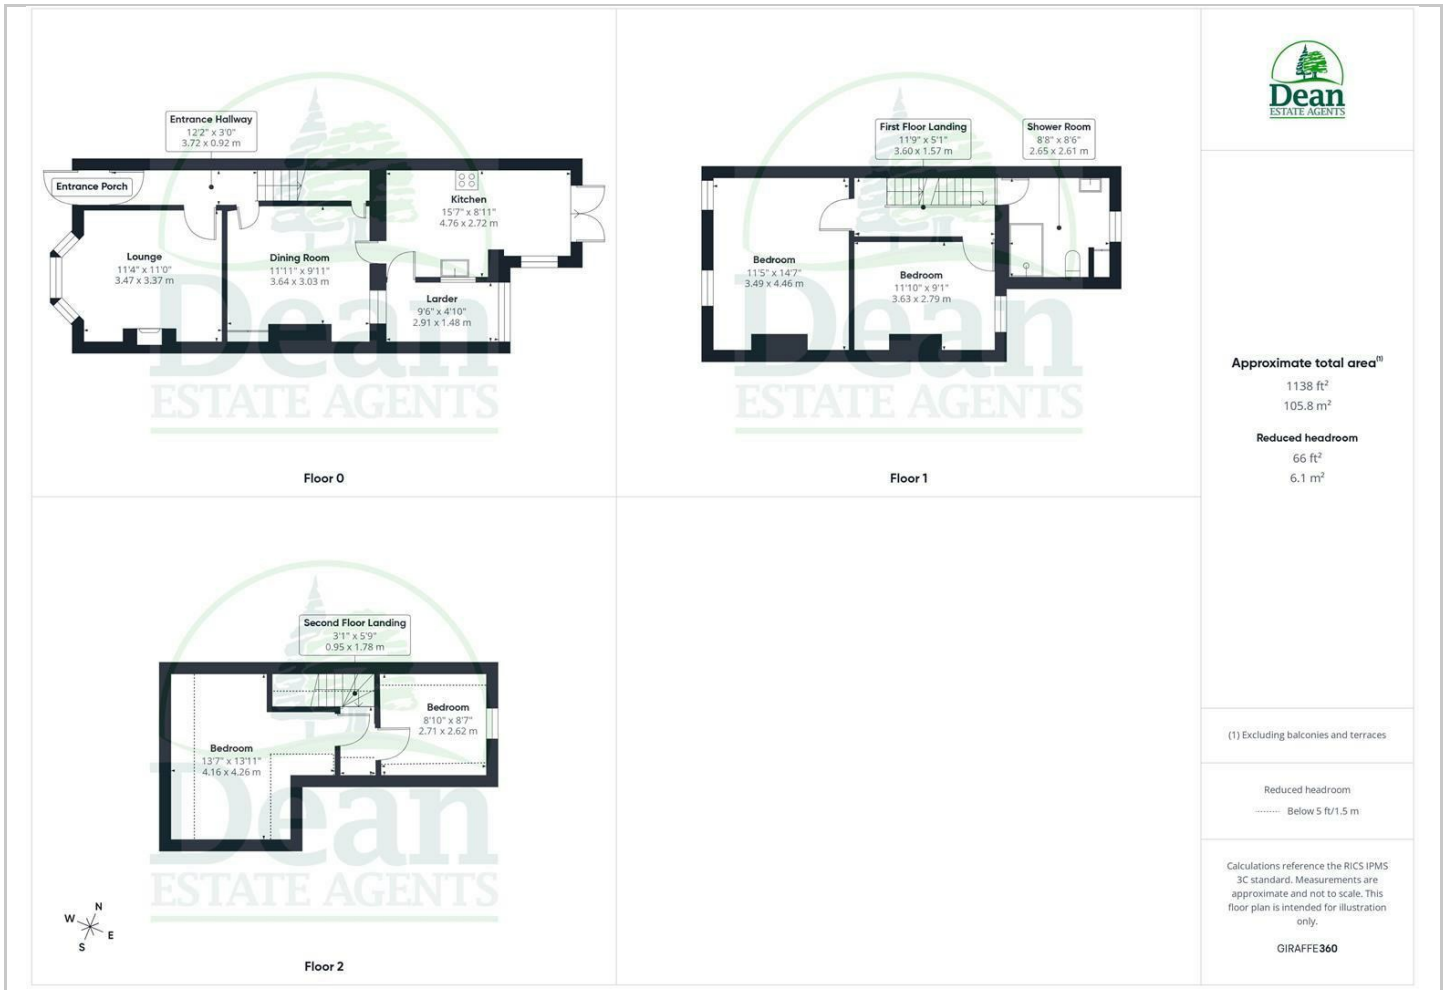 Entrance Hallway
12'2" x 3'0"
3.72 x 0.92 m
Entrance Porch
Kitchen
15'7" x 8'11"
4.76 x 2.72 m
Lounge
11'4" x 11'0"
3.47 x 3.37 m
Dining Room
11'11" x 9'11"
3.64 x 3.03 m
Larder
9'6" x 4'10"
2.91 x 1.48 m
Dean
ESTATE AGENTS
Floor 0
First Floor Landing
11'9" x 5'1"
3.60 x 1.57 m
Shower Room
8'8" x 8'6"
2.65 x 2.61 m
Bedroom
11'5" x 14'7"
3.49 x 4.46 m
Bedroom
11'10" x 9'1"
3.63 x 2.79 m
Dean
ESTATE AGENTS
Floor 1
Second Floor Landing
3'1" x 5'9"
0.95 x 1.78 m
Bedroom
8'10" x 8'7"
2.71 x 2.62 m
Bedroom
13'7" x 13'11"
4.16 x 4.26 m
Dean
ESTATE AGENTS
N
W
E
S
Floor 2
Dean
ESTATE AGENTS
Approximate total area(1)
1138 ft²
105.8 m²
Reduced headroom
66 ft²
6.1 m²
(1) Excluding balconies and terraces
Reduced headroom
Below 5 ft/1.5 m
Calculations reference the RICS IPMS
3C standard. Measurements are
approximate and not to scale. This
floor plan is intended for illustration
only.
GIRAFFE360